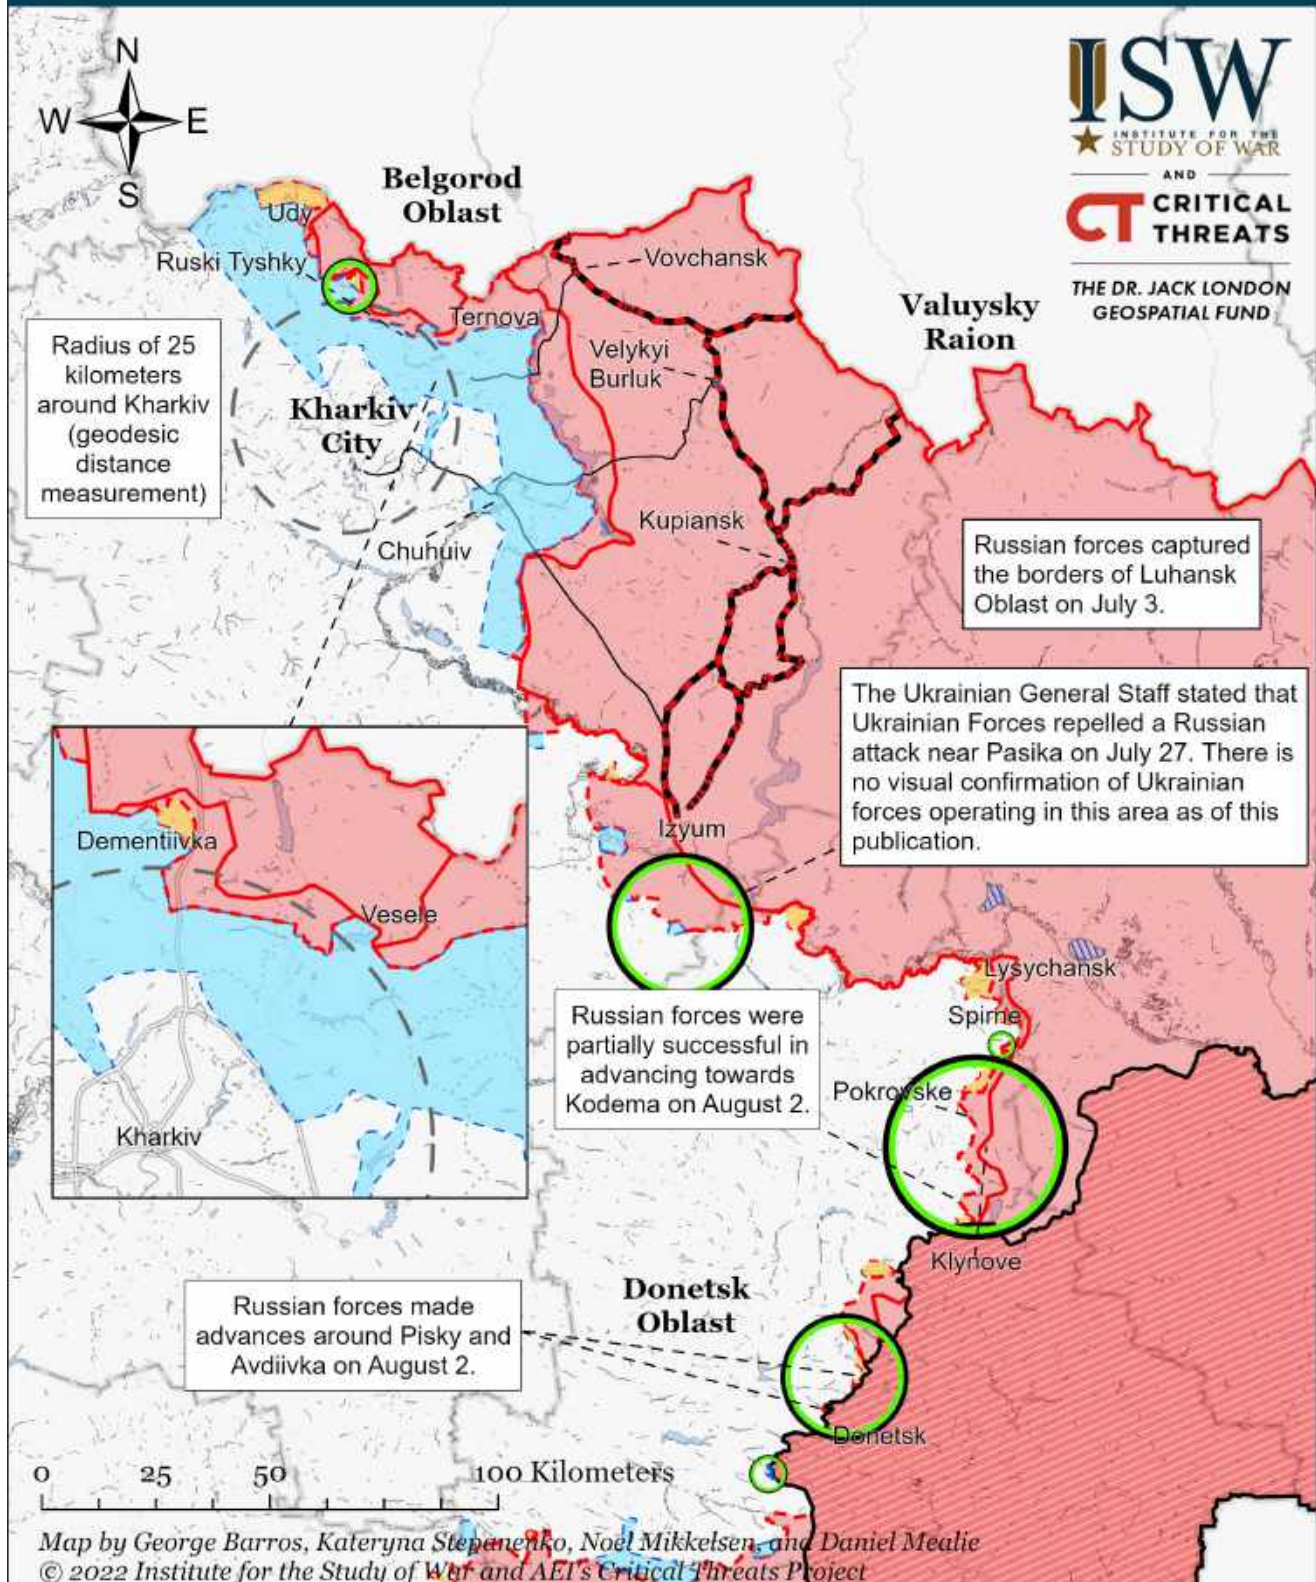 N
W E
S
ISW
INSTITUTE FOR THE
STUDY OF WAR
AND
CT CRITICAL
THREATS
THE DR. JACK LONDON
GEOSPATIAL FUND
Belgorod
Oblast
Udy
Ruski Tyshky
Vovchansk
Ternova
Valuysky
Raion
Velykyi
Burluk
Radius of 25
kilometers
around Kharkiv
(geodesic
distance
measurement)
Kharkiv
City
Kupiansk
Chuhuiv
Russian forces captured
the borders of Luhansk
Oblast on July 3.
The Ukrainian General Staff stated that
Ukrainian Forces repelled a Russian
attack near Pasika on July 27. There is
no visual confirmation of Ukrainian
forces operating in this area as of this
publication.
Dementiivka
Vesele
Kharkiv
Izyum
Lysychansk
Spirne
Russian forces were
partially successful in
advancing towards
Kodema on August 2.
Pokrovske
Klynove
Donetsk
Oblast
Russian forces made
advances around Pisky and
Avdiivka on August 2.
Donetsk
0 25 50 100 Kilometers
Map by George Barros, Kateryna Stepanenko, Noel Mikkelsen, and Daniel Mealie
© 2022 Institute for the Study of War and AEI's Critical Threats Project